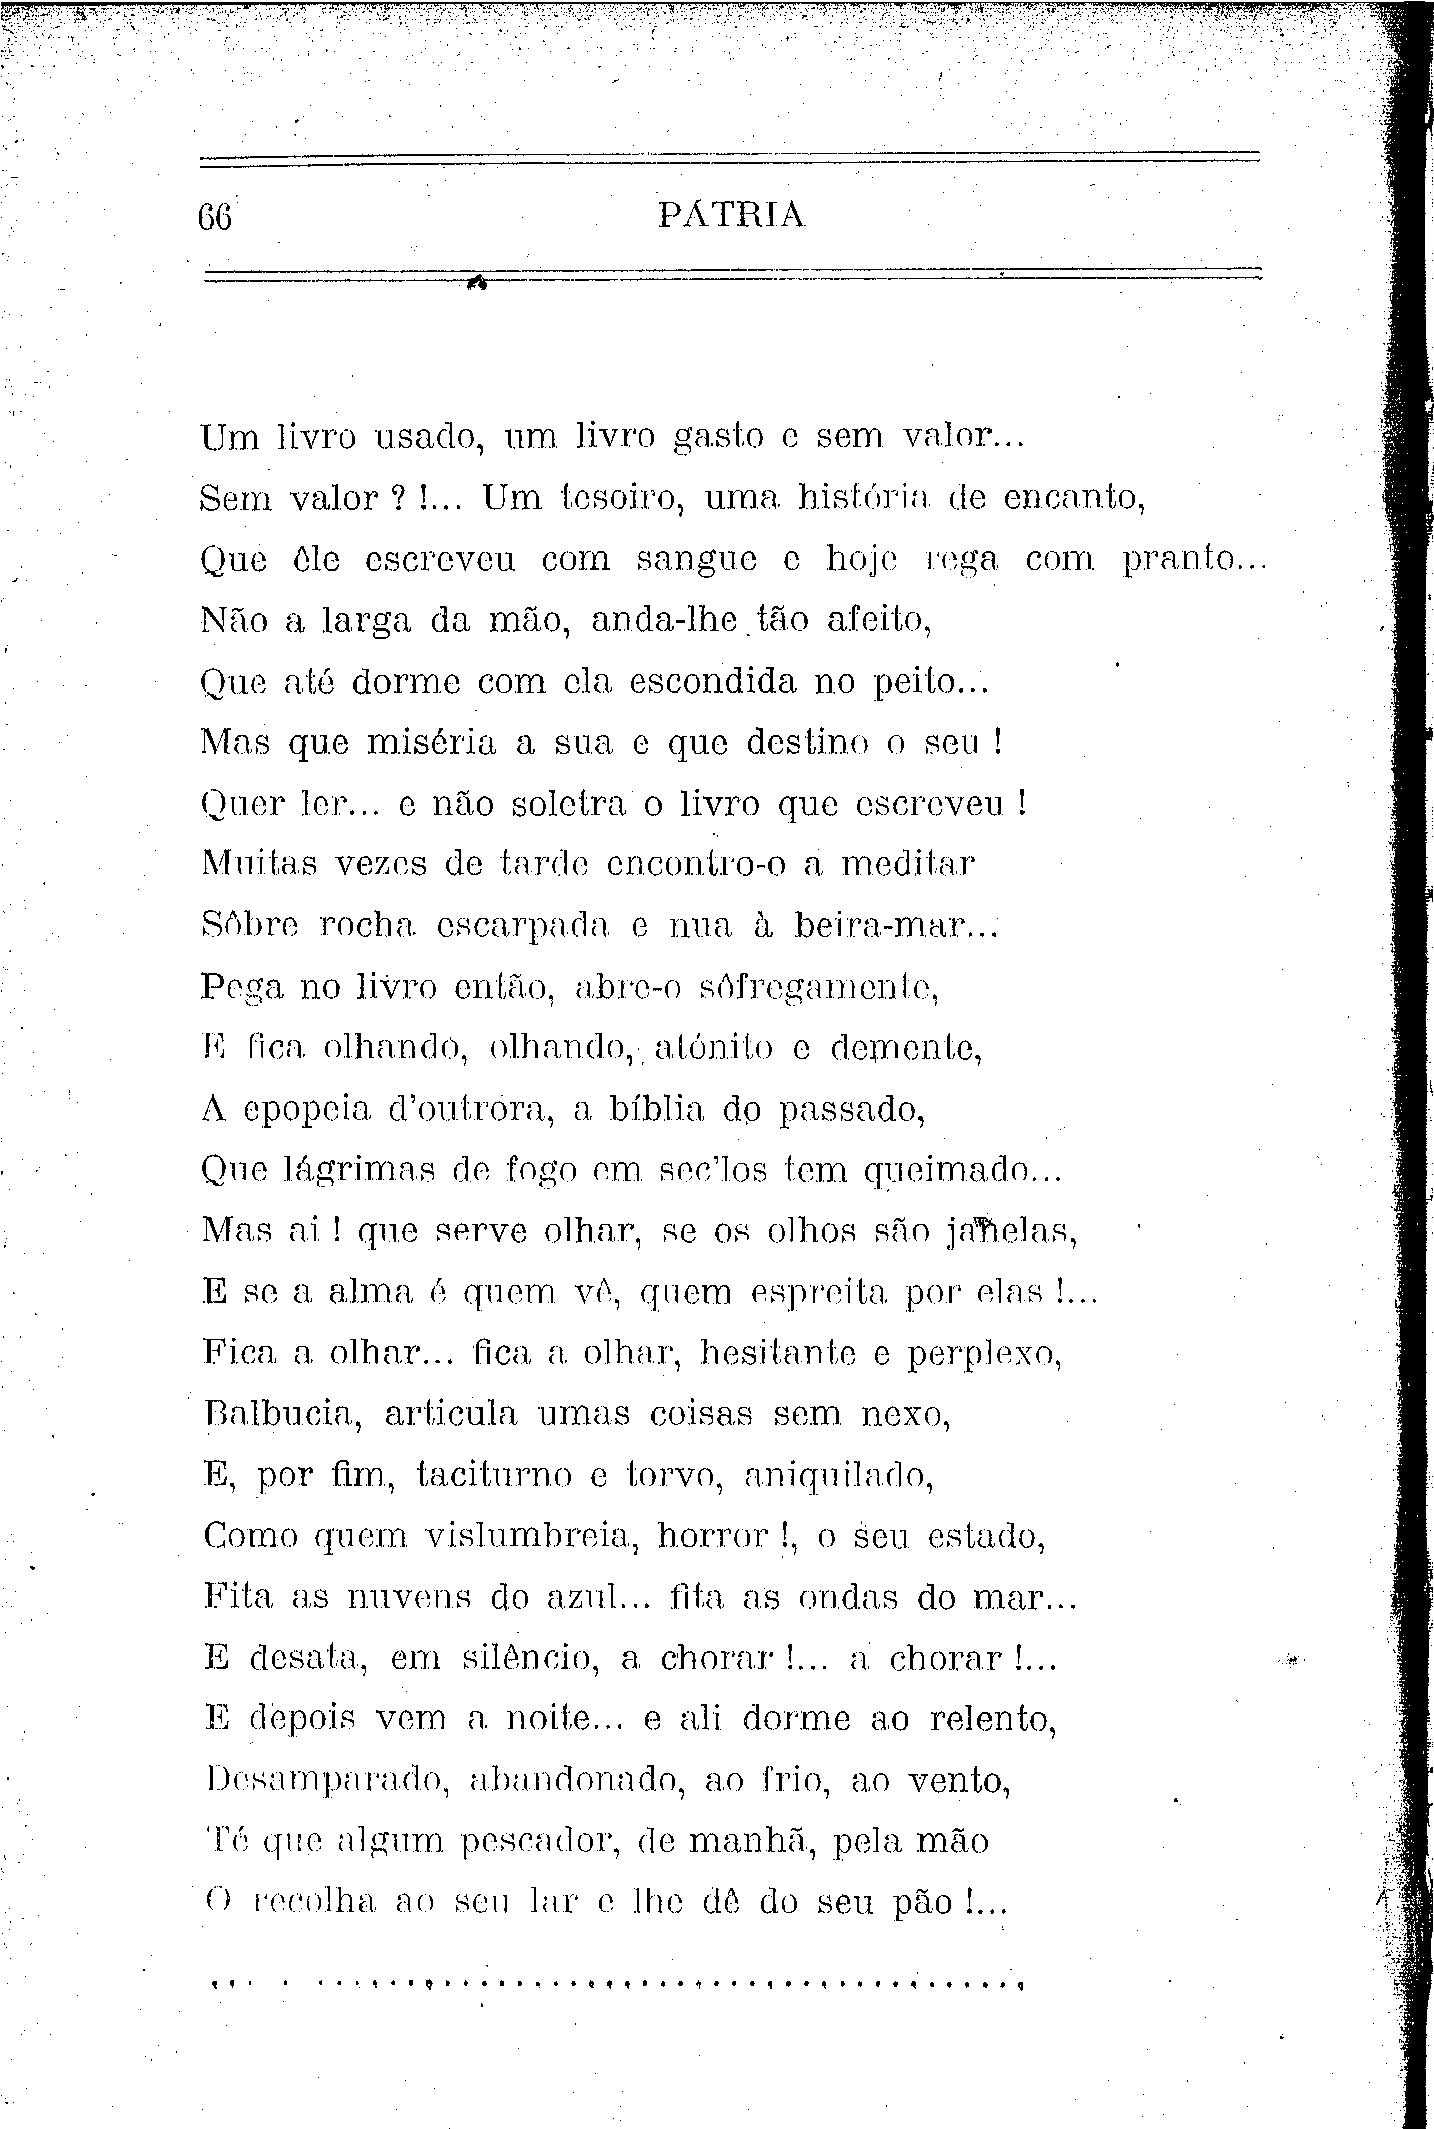 66 PÁTRIA
Um livro usado, um livro gasto e sem valor...
Sem valor ? !... Um tesoiro, uma história de encanto,
Que êle escreveu com sangue e hoje rega com pranto...
Não a larga da mão, anda-lhe tão afeito,
Que até dorme com ela escondida no peito...
Mas que miséria a sua e que destino o seu !
Quer ler... e não soletra o livro que escreveu !
Muitas vezes de tarde encontro-o a meditar
Sôbre rocha escarpada e nua à beira-mar...
Pega no livro então, abre-o sôfregamente,
E fica olhando, olhando, atónito e demente,
A epopeia d'outrora, a bíblia do passado,
Que lágrimas de fogo em sec'los tem queimado...
Mas ai ! que serve olhar, se os olhos são janelas,
E se a alma é quem vê, quem espreita por elas !...
Fica a olhar... fica a olhar, hesitante e perplexo,
Balbucia, articula umas coisas sem nexo,
E, por fim, taciturno e torvo, aniquilado,
Como quem vislumbreia, horror !, o seu estado,
Fita as nuvens do azul... fita as ondas do mar...
E desata, em silêncio, a chorar !... a chorar !...
E depois vem a noite... e ali dorme ao relento,
Desamparado, abandonado, ao frio, ao vento,
Té que algum pescador, de manhã, pela mão
O recolha ao seu lar e lhe dê do seu pão !...
..............................................